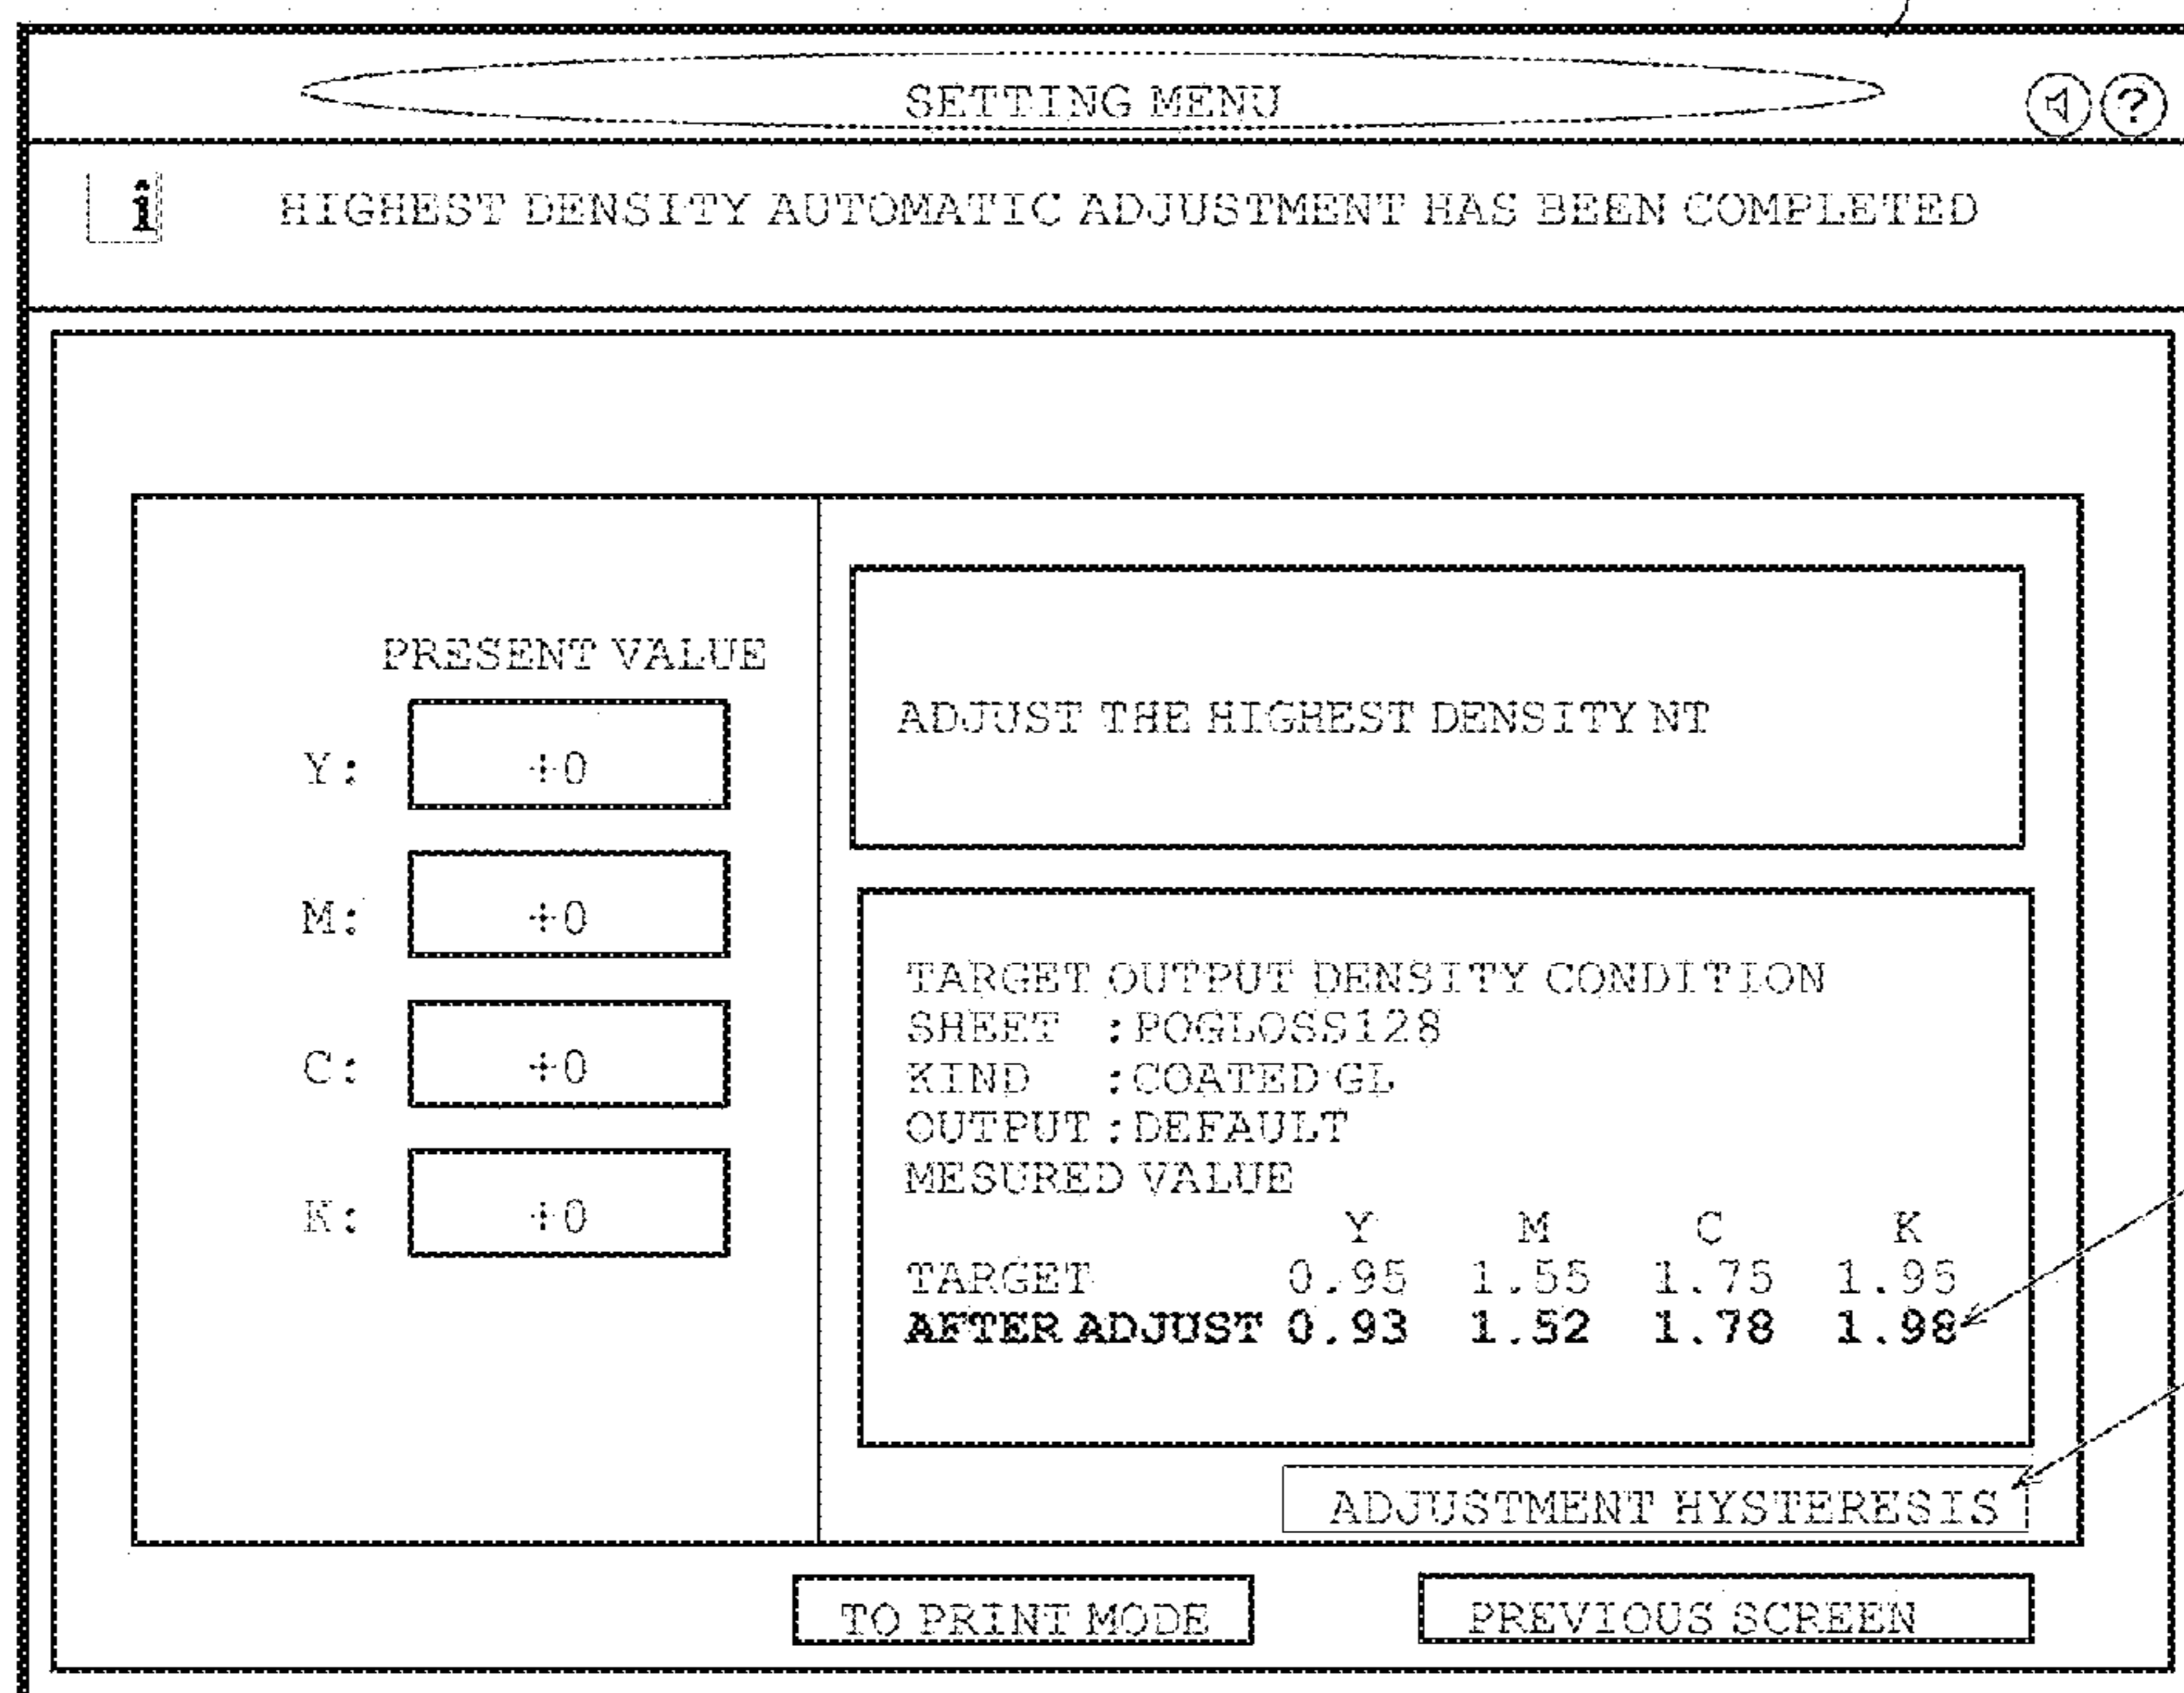 SETTING MENU
?
i HIGHEST DENSITY AUTOMATIC ADJUSTMENT HAS BEEN COMPLETED
PRESENT VALUE
Y: +0
M: +0
C: +0
K: +0
ADJUST THE HIGHEST DENSITY NT
TARGET OUTPUT DENSITY CONDITION
SHEET :POGLOSS128
KIND :COATED GL
OUTPUT :DEFAULT
MESURED VALUE
Y M C K
TARGET 0.95 1.55 1.75 1.95
AFTER ADJUST 0.93 1.52 1.78 1.98
ADJUSTMENT HYSTERESIS
TO PRINT MODE
PREVIOUS SCREEN